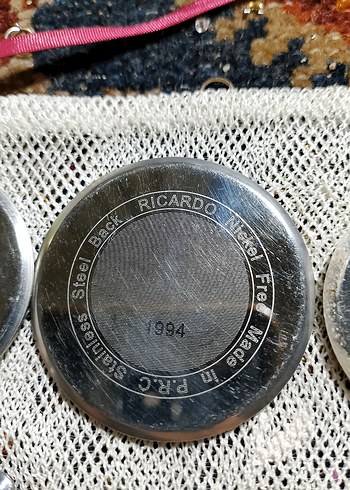 RICARDO Nickel Free Made in P.R.C Stainless Steel Back
1994